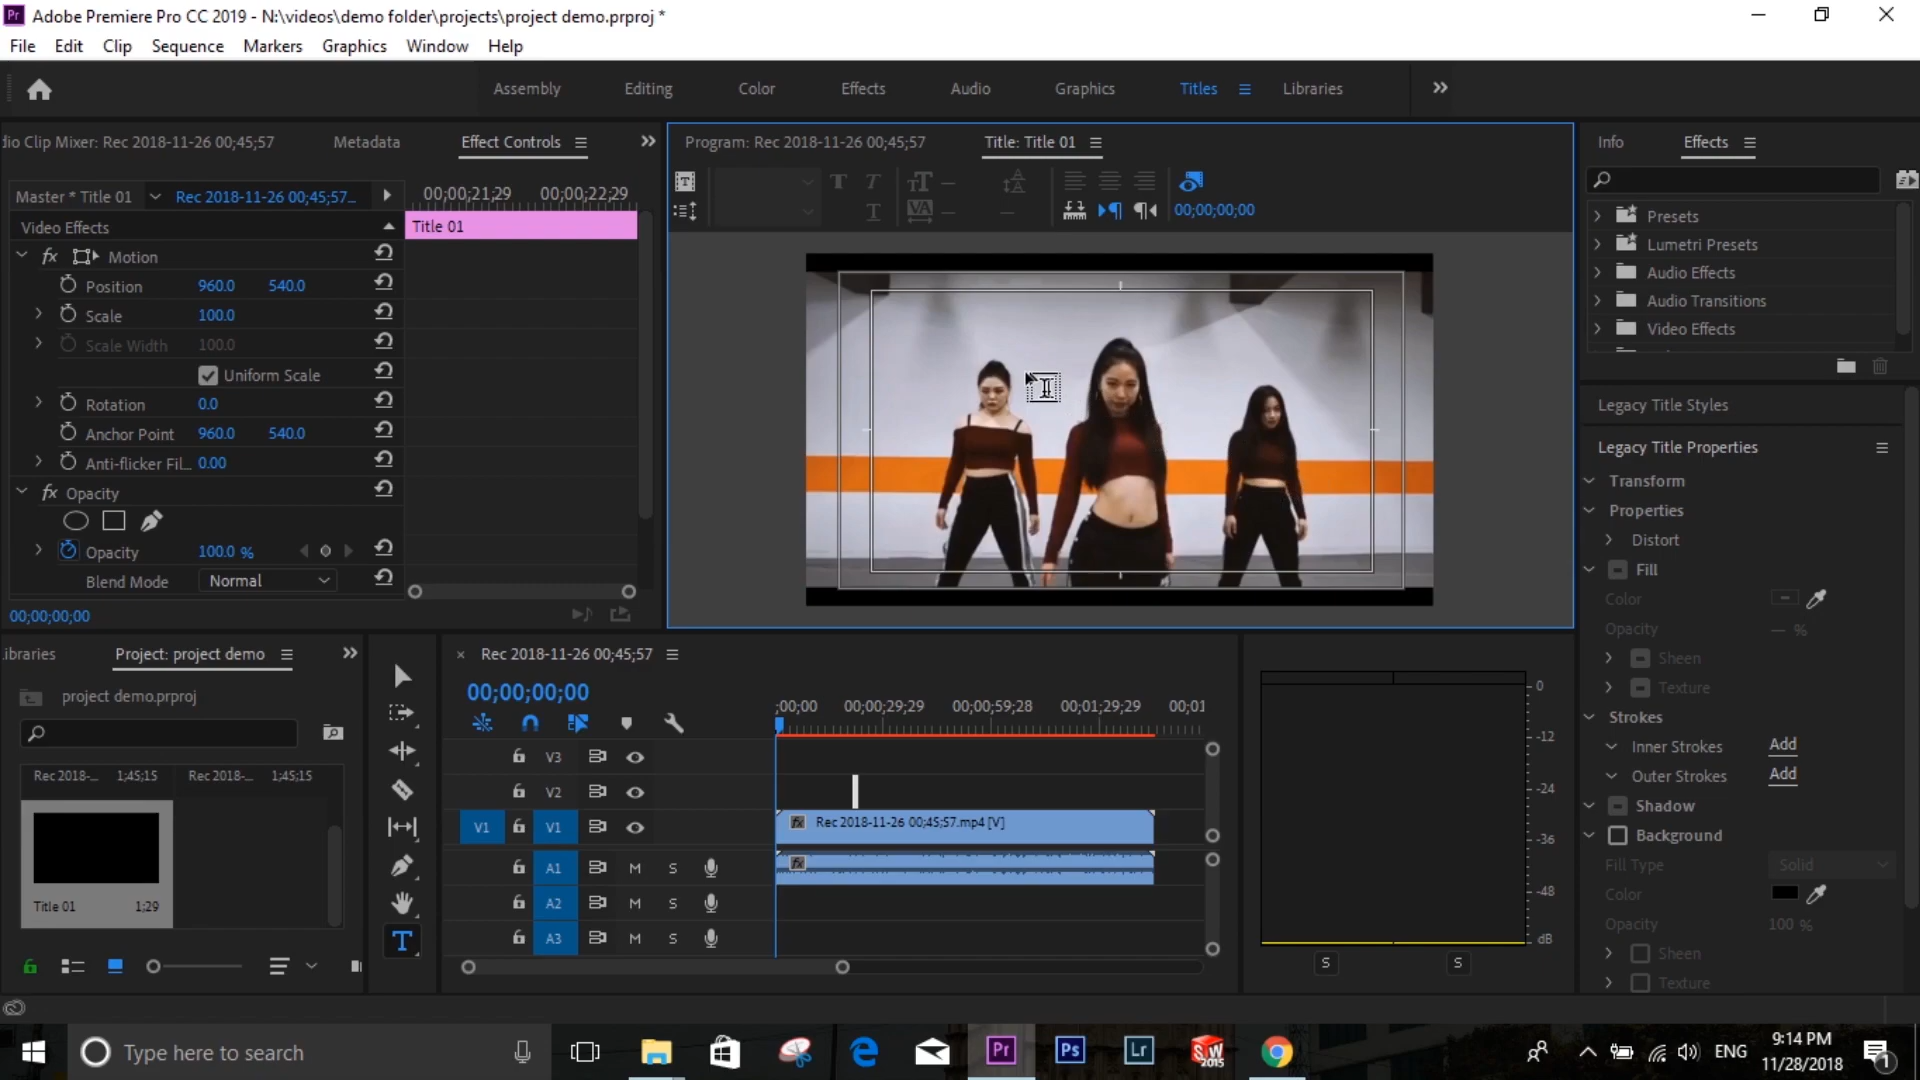 Adobe Premiere Pro CC 2019 - N:\videos\demo folder\projects\project demo.prproj *
File Edit Clip Sequence Markers Graphics Window Help
Assembly Editing Color Effects Audio Graphics Titles Libraries
dio Clip Mixer: Rec 2018-11-26 00;45;57 Metadata Effect Controls
Program: Rec 2018-11-26 00;45;57 Title: Title 01
Info Effects
Master * Title 01 Rec 2018-11-26 00;45;57...
00;00;21;29 00;00;22;29
Video Effects
Title 01
00;00;00;00
Motion
Position 960.0 540.0
Scale 100.0
Scale Width 100.0
Uniform Scale
Rotation 0.0
Anchor Point 960.0 540.0
Anti-flicker Fil... 0.00
fx Opacity
Opacity 100.0 %
Blend Mode Normal
00;00;00;00
Presets
Lumetri Presets
Audio Effects
Audio Transitions
Video Effects
Legacy Title Styles
Legacy Title Properties
Transform
Properties
Distort
Fill
Color
Opacity — %
Sheen
Texture
Strokes
Inner Strokes Add
Outer Strokes Add
Shadow
Background
Fill Type Solid
Color
Opacity 100 %
Sheen
Texture
ibraries Project: project demo
project demo.prproj
Rec 2018-... 1;45;15 Rec 2018-... 1;45;15
Title 01 1;29
× Rec 2018-11-26 00;45;57
00;00;00;00
;00;00 00;00;29;29 00;00;59;28 00;01;29;29 00;01
V3
V2
V1 V1 fx Rec 2018-11-26 00;45;57.mp4 [V]
A1 M S fx
A2 M S
A3 M S
0
-12
-24
-36
-48
dB
S S
Type here to search
Pr Ps Lr SW 2015
ENG
9:14 PM
11/28/2018
1